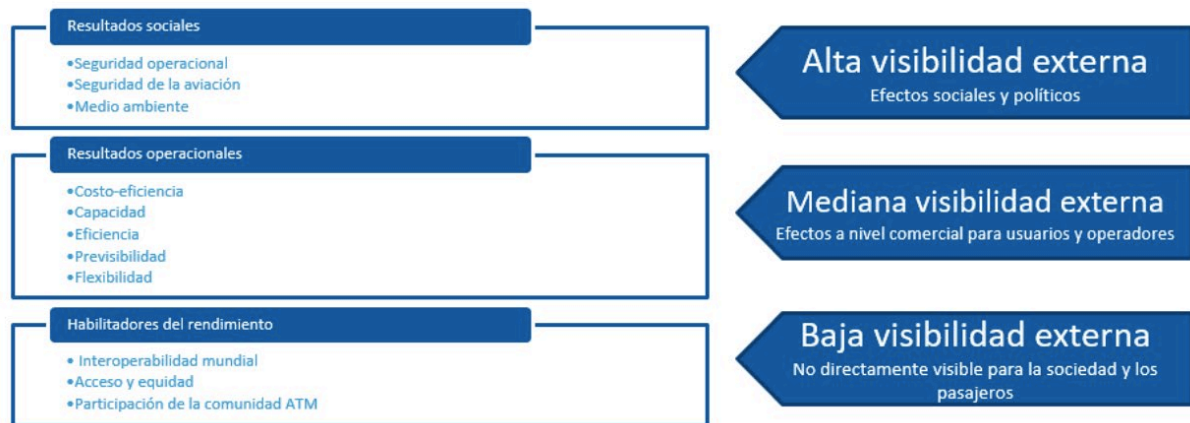 Resultados sociales
•Seguridad operacional
•Seguridad de la aviación
•Medio ambiente
Alta visibilidad externa
Efectos sociales y políticos
Resultados operacionales
•Costo-eficiencia
•Capacidad
•Eficiencia
•Previsibilidad
•Flexibilidad
Mediana visibilidad externa
Efectos a nivel comercial para usuarios y operadores
Habilitadores del rendimiento
• Interoperabilidad mundial
•Acceso y equidad
•Participación de la comunidad ATM
Baja visibilidad externa
No directamente visible para la sociedad y los
pasajeros